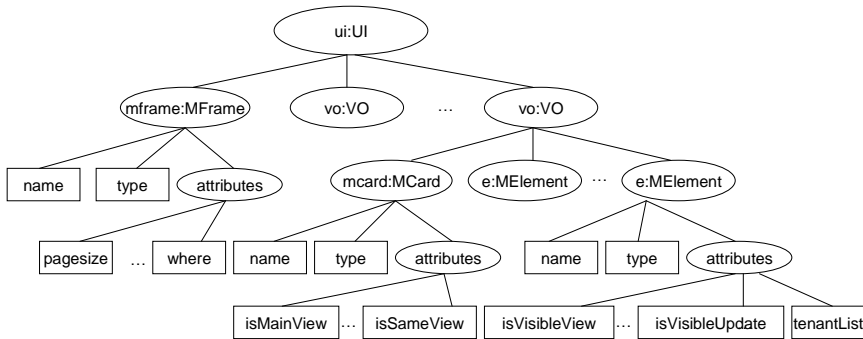 ui:UI
mframe:MFrame
vo:VO
...
vo:VO
name
type
attributes
mcard:MCard
e:MElement
...
e:MElement
pagesize
...
where
name
type
attributes
name
type
attributes
isMainView
...
isSameView
isVisibleView
...
isVisibleUpdate
tenantList